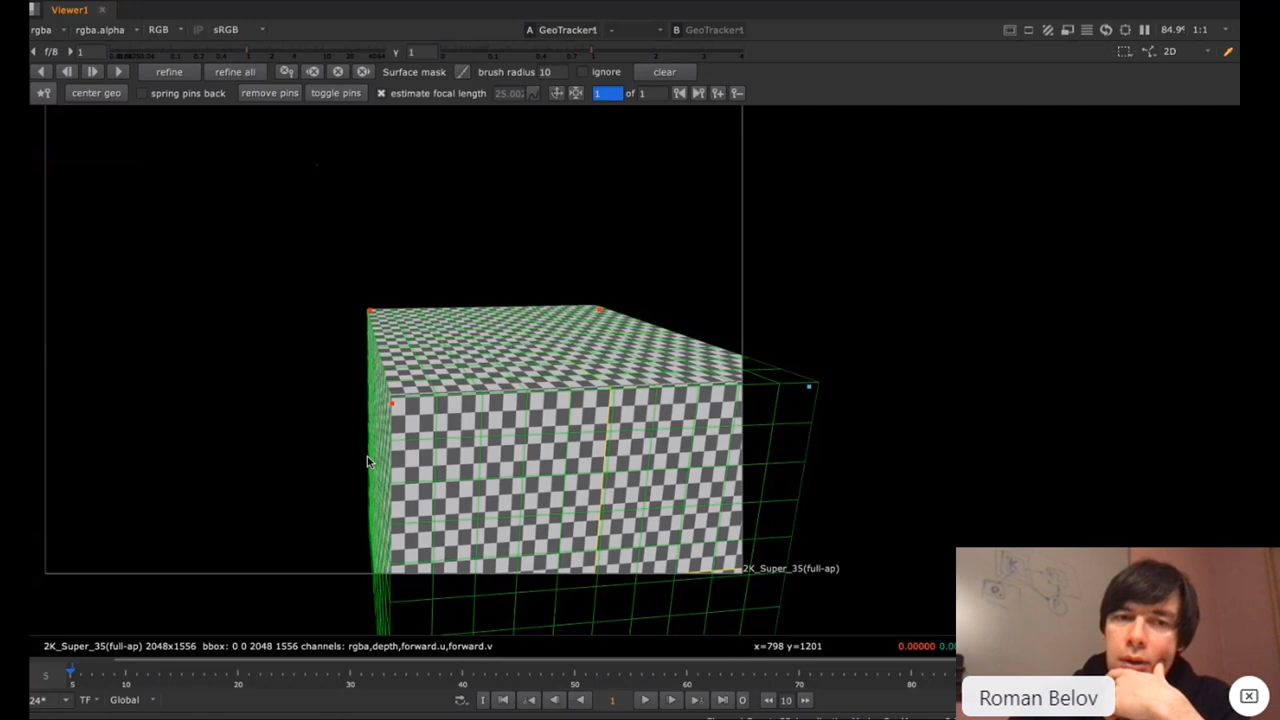 Viewer1
rgba rgba.alpha RGB IP sRGB A GeoTracker1 - B GeoTracker1 84.9% 1:1
f/8 1 Y 1 2D
refine refine all Surface mask brush radius 10 ignore clear
center geo spring pins back remove pins toggle pins estimate focal length 1 of 1
2K_Super_35(full-ap)
2K_Super_35(full-ap) 2048x1556 bbox: 0 0 2048 1556 channels: rgba,depth,forward.u,forward.v x=798 y=1201 0.00000
5 5 10 20 30 40 50 60 70 80
24* TF Global 1 10
Roman Belov